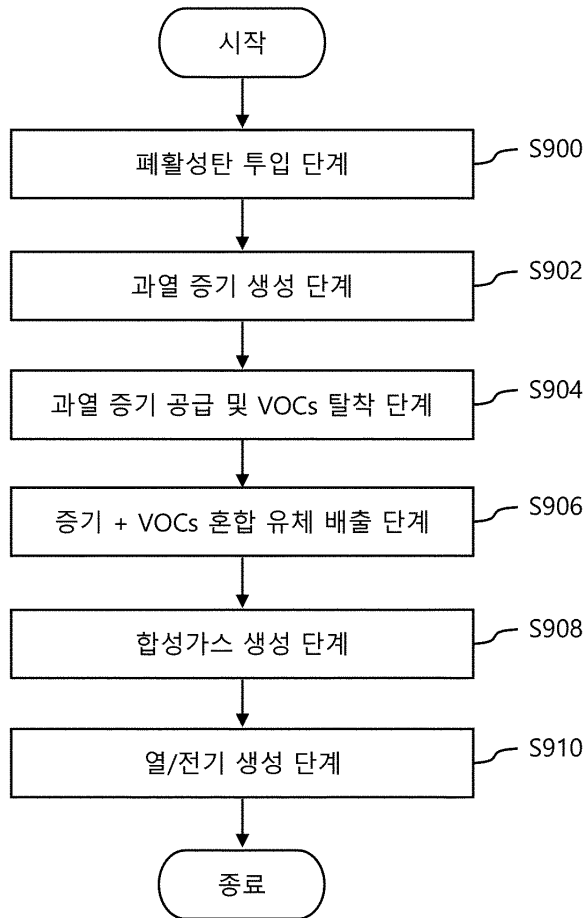 시작
폐활성탄 투입 단계
S900
과열 증기 생성 단계
S902
과열 증기 공급 및 VOCs 탈착 단계
S904
증기 + VOCs 혼합 유체 배출 단계
S906
합성가스 생성 단계
S908
열/전기 생성 단계
S910
종료